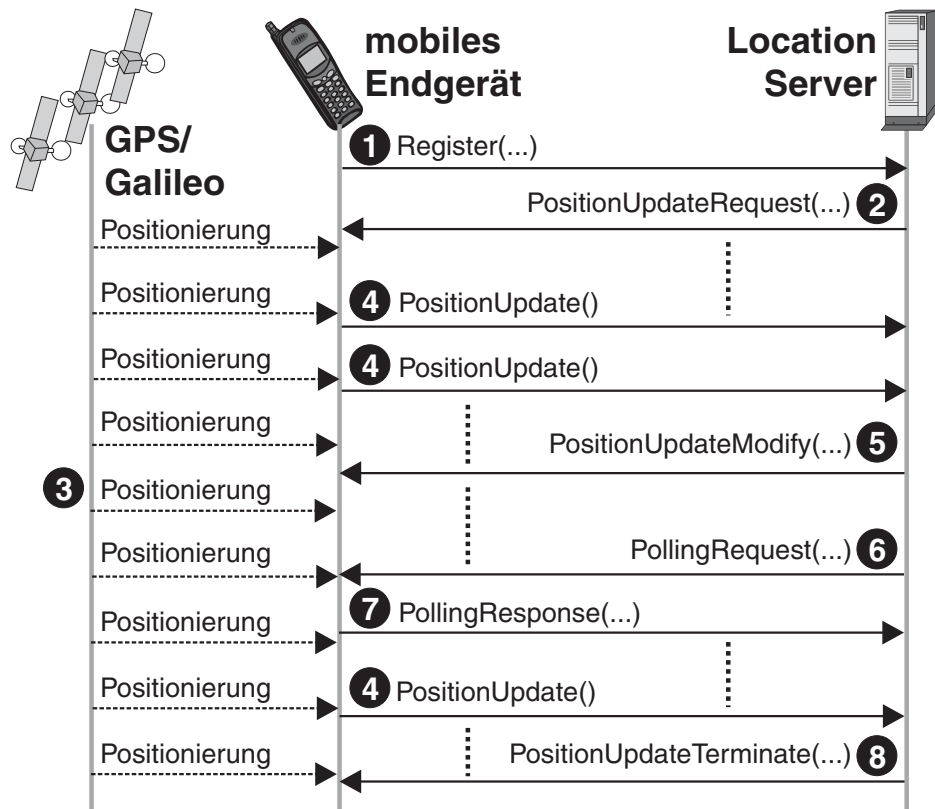 mobiles
Endgerät
Location
Server
GPS/
Galileo
1 Register(...)
PositionUpdateRequest(...) 2
Positionierung
Positionierung
4 PositionUpdate()
Positionierung
4 PositionUpdate()
Positionierung
PositionUpdateModify(...) 5
3 Positionierung
PollingRequest(...) 6
Positionierung
7 PollingResponse(...)
Positionierung
Positionierung
4 PositionUpdate()
Positionierung
PositionUpdateTerminate(...) 8